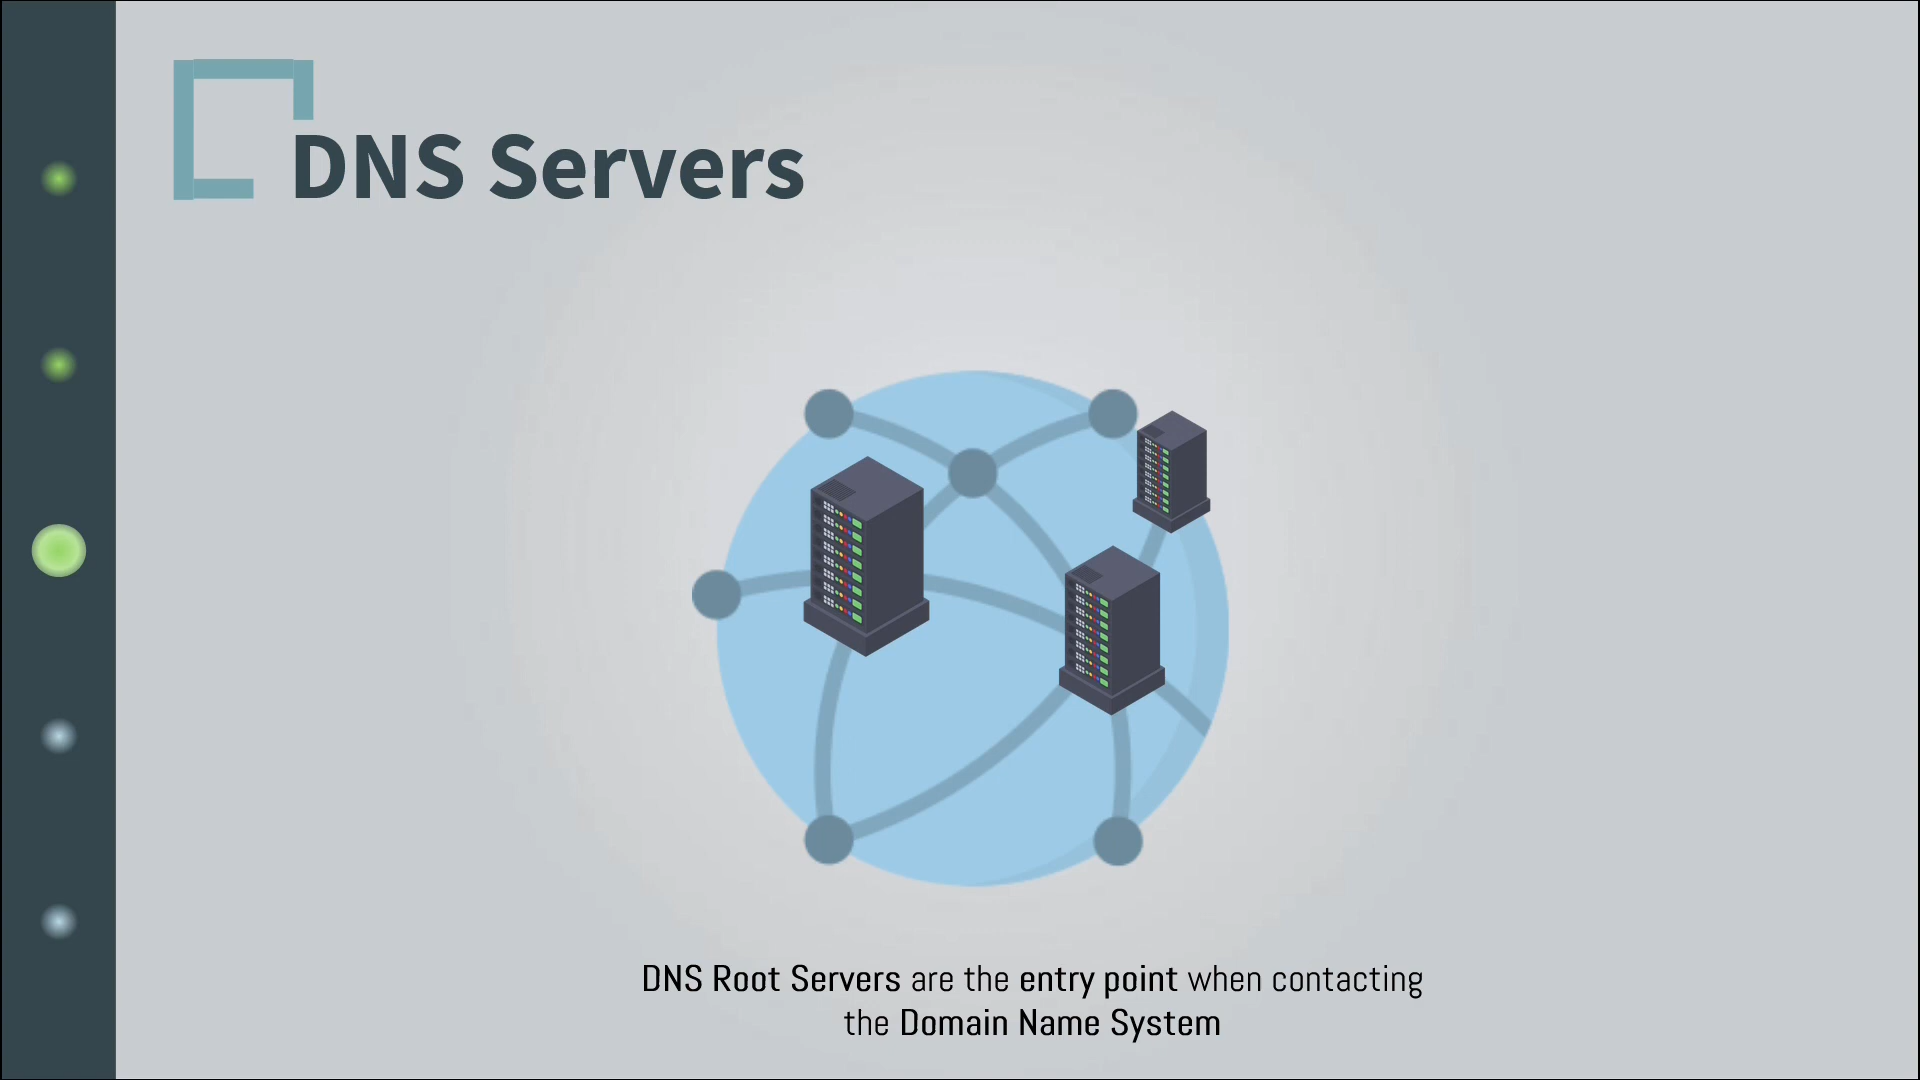 DNS Servers
DNS Root Servers are the entry point when contacting
the Domain Name System